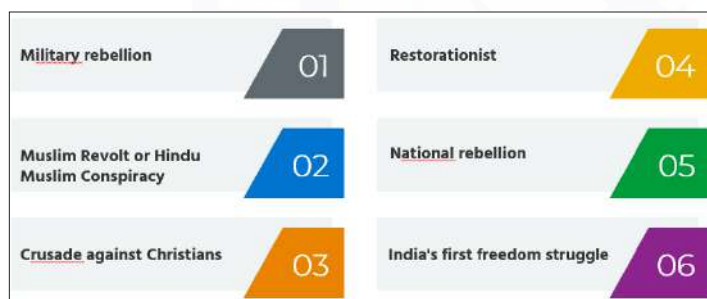 Military rebellion
01
Muslim Revolt or Hindu
Muslim Conspiracy
02
Crusade against Christians
03
Restorationist
04
National rebellion
05
India's first freedom struggle
06